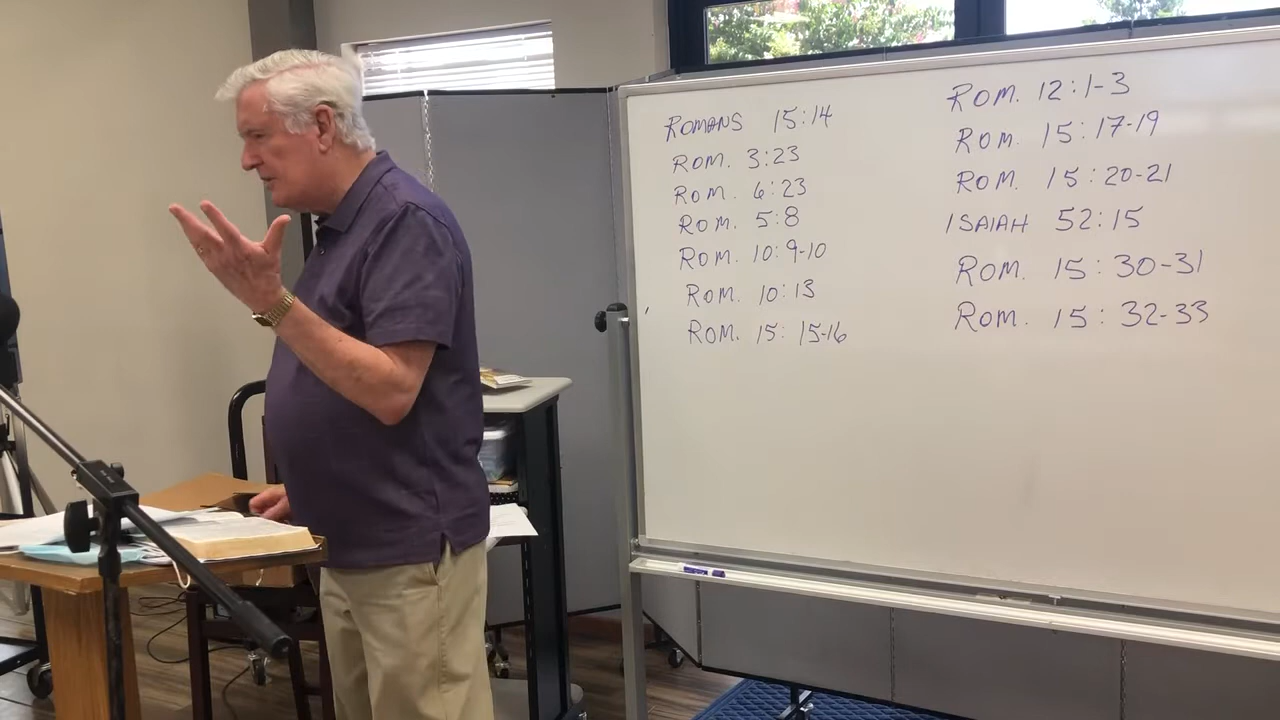 ROMANS 15:14
ROM. 3:23
ROM. 6:23
ROM. 5:8
ROM. 10:9-10
ROM. 10:13
ROM. 15: 15-16
ROM. 12:1-3
ROM. 15:17-19
ROM. 15:20-21
ISAIAH 52:15
ROM. 15:30-31
ROM. 15:32-33